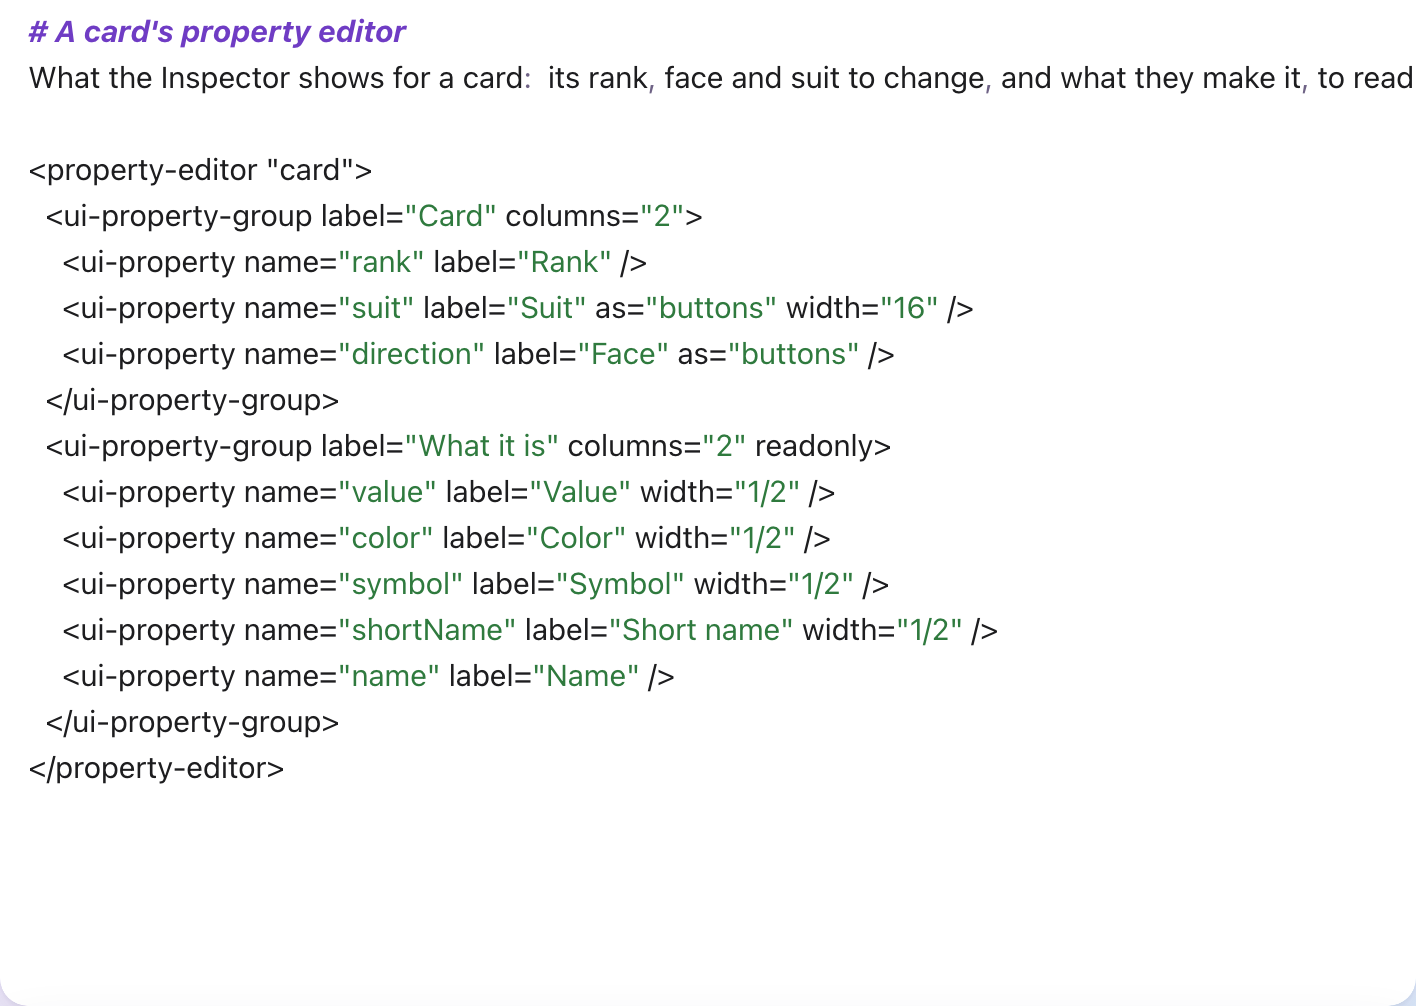 # A card's property editor
What the Inspector shows for a card:  its rank, face and suit to change, and what they make it, to read
<property-editor "card">
  <ui-property-group label="Card" columns="2">
    <ui-property name="rank" label="Rank" />
    <ui-property name="suit" label="Suit" as="buttons" width="16" />
    <ui-property name="direction" label="Face" as="buttons" />
  </ui-property-group>
  <ui-property-group label="What it is" columns="2" readonly>
    <ui-property name="value" label="Value" width="1/2" />
    <ui-property name="color" label="Color" width="1/2" />
    <ui-property name="symbol" label="Symbol" width="1/2" />
    <ui-property name="shortName" label="Short name" width="1/2" />
    <ui-property name="name" label="Name" />
  </ui-property-group>
</property-editor>